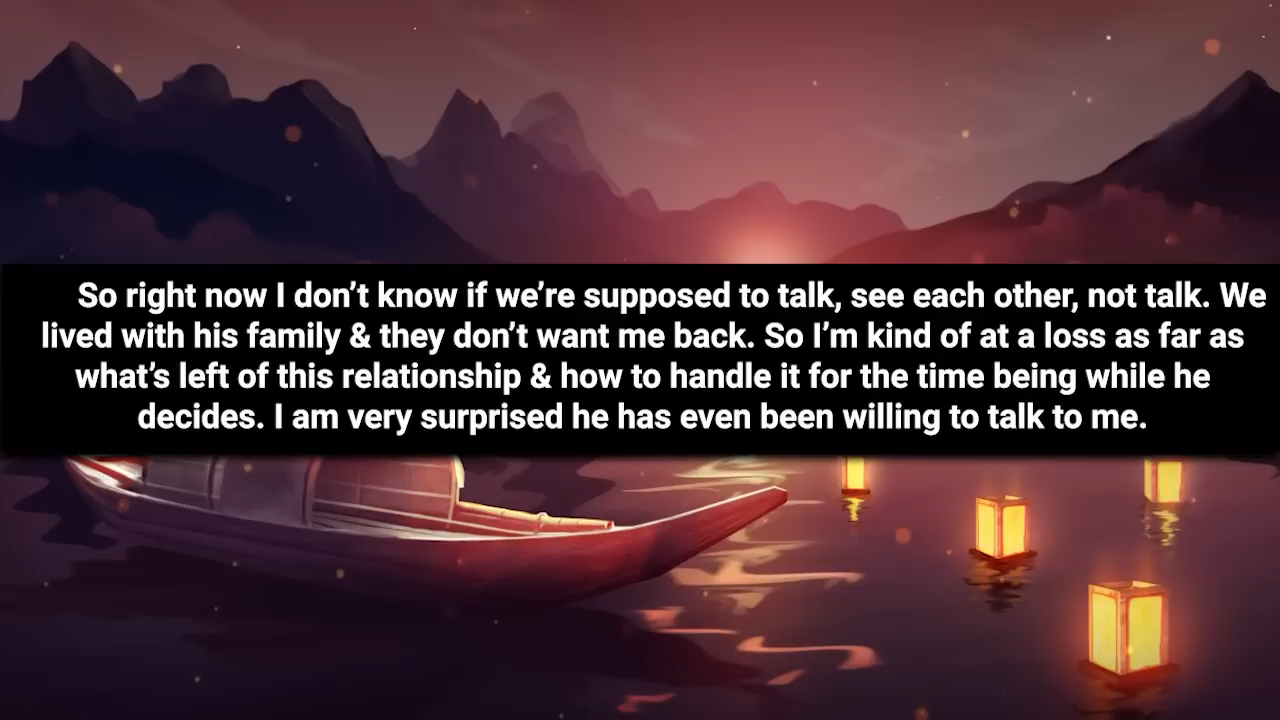 So right now I don’t know if we’re supposed to talk, see each other, not talk. We
lived with his family & they don’t want me back. So I’m kind of at a loss as far as
what’s left of this relationship & how to handle it for the time being while he
decides. I am very surprised he has even been willing to talk to me.